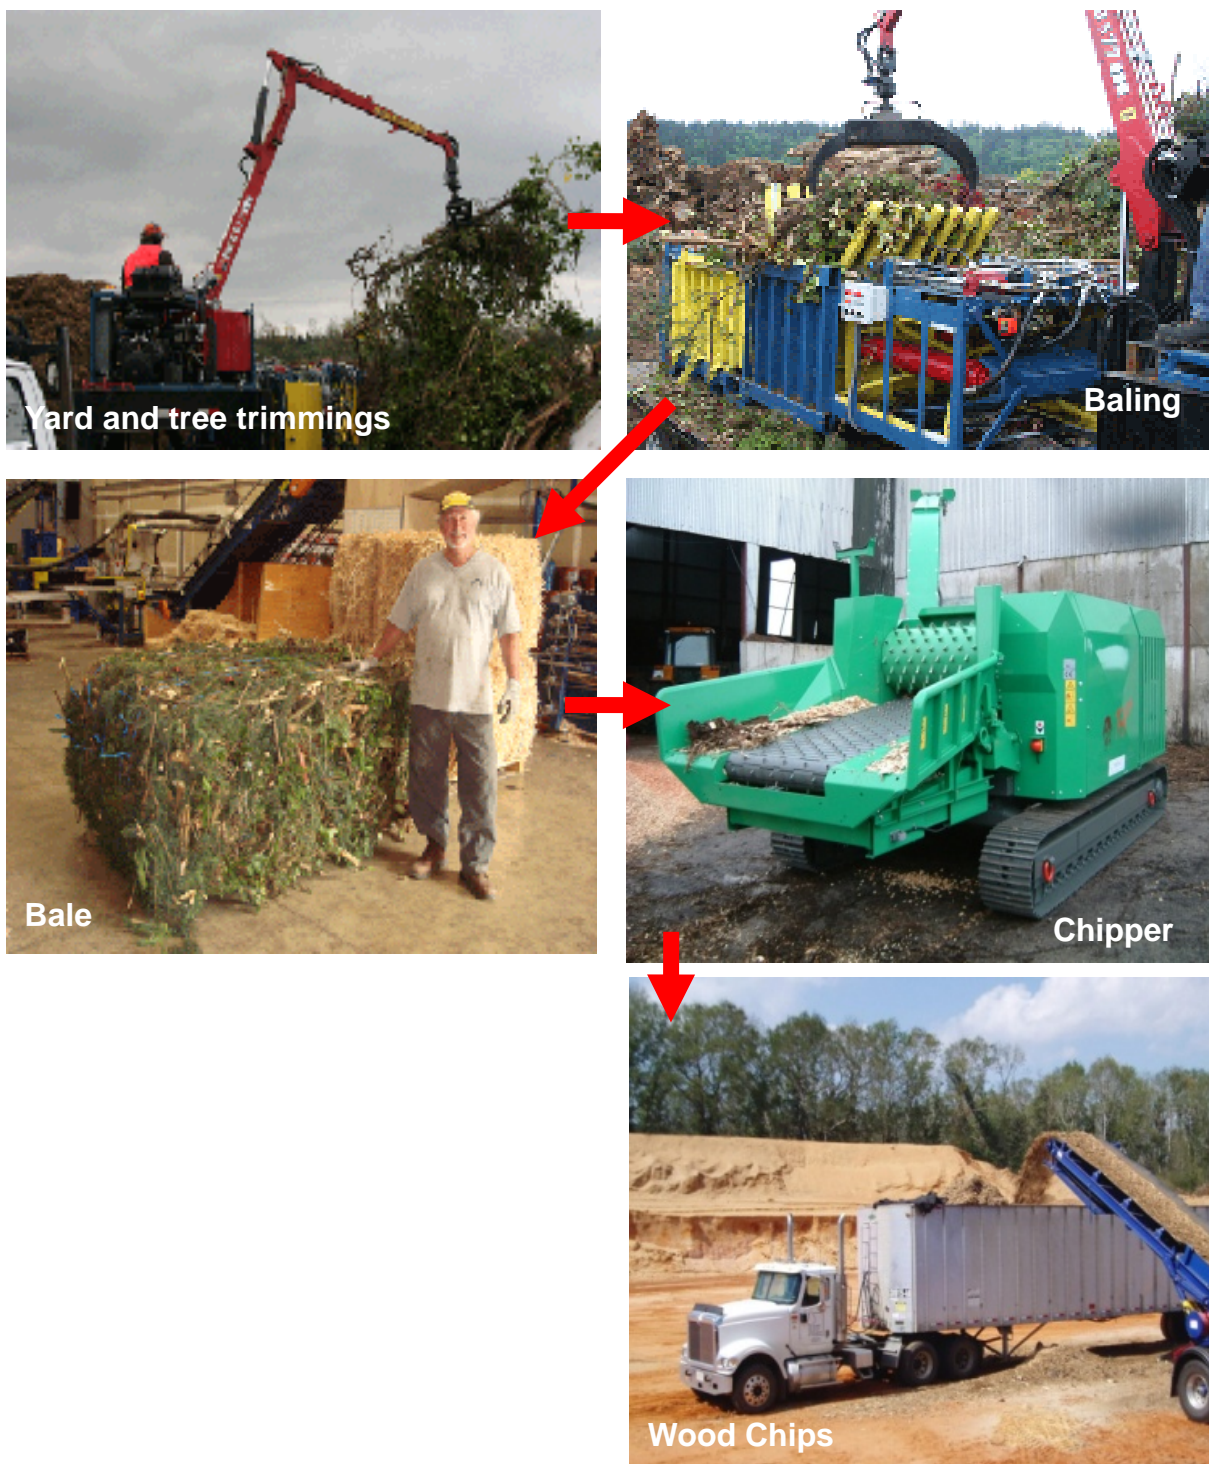 Yard and tree trimmings
Baling
Bale
Chipper
Wood Chips